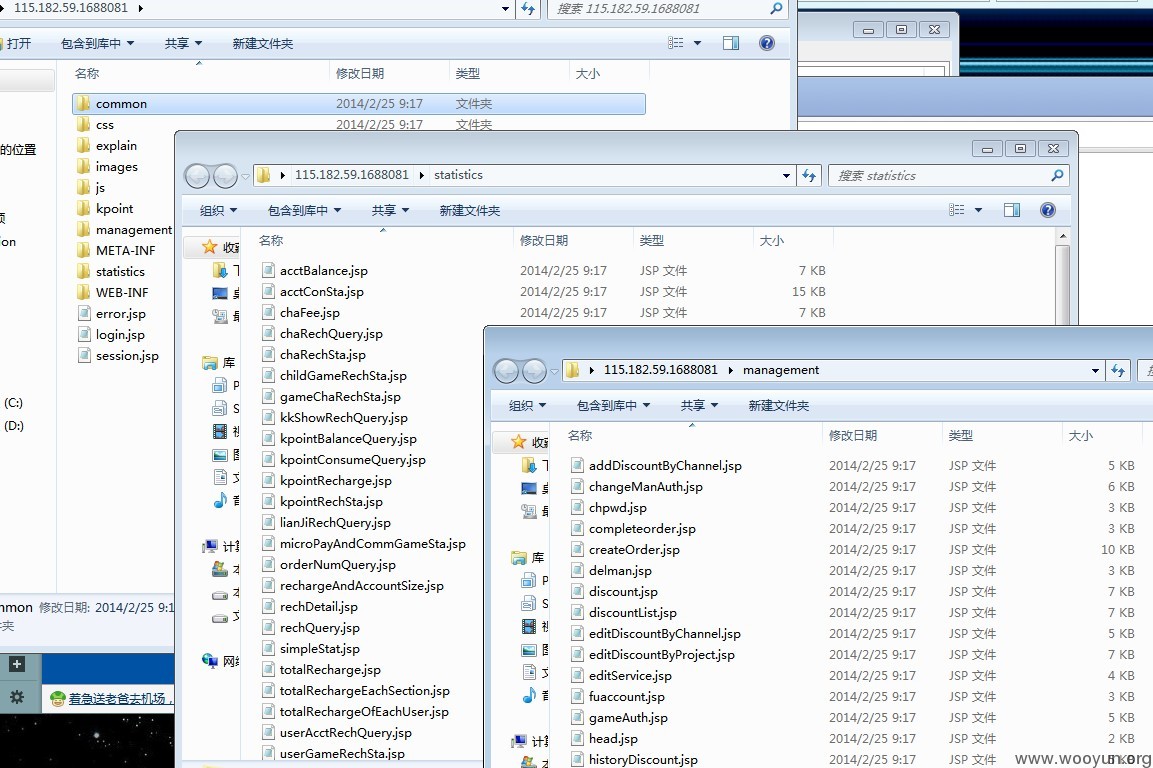 115.182.59.1688081
搜索 115.182.59.1688081
打开 包含到库中 共享 新建文件夹
名称 修改日期 类型 大小
common 2014/2/25 9:17 文件夹
css 2014/2/25 9:17 文件夹
explain
images
js
kpoint
management
META-INF
statistics
WEB-INF
error.jsp
login.jsp
session.jsp
的位置
ion
(C:)
(D:)
mmon 修改日期: 2014/2/25 9:1
夹
着急送老爸去机场，
115.182.59.1688081 statistics
搜索 statistics
组织 包含到库中 共享 新建文件夹
名称 修改日期 类型 大小
acctBalance.jsp 2014/2/25 9:17 JSP 文件 7 KB
acctConSta.jsp 2014/2/25 9:17 JSP 文件 15 KB
chaFee.jsp 2014/2/25 9:17 JSP 文件 7 KB
chaRechQuery.jsp
chaRechSta.jsp
childGameRechSta.jsp
gameChaRechSta.jsp
kkShowRechQuery.jsp
kpointBalanceQuery.jsp
kpointConsumeQuery.jsp
kpointRecharge.jsp
kpointRechSta.jsp
lianJiRechQuery.jsp
microPayAndCommGameSta.jsp
orderNumQuery.jsp
rechargeAndAccountSize.jsp
rechDetail.jsp
rechQuery.jsp
simpleStat.jsp
totalRecharge.jsp
totalRechargeEachSection.jsp
totalRechargeOfEachUser.jsp
userAcctRechQuery.jsp
userGameRechSta.jsp
收
库
计
网
115.182.59.1688081 management
组织 包含到库中 共享 新建文件夹
名称 修改日期 类型 大小
addDiscountByChannel.jsp 2014/2/25 9:17 JSP 文件 5 KB
changeManAuth.jsp 2014/2/25 9:17 JSP 文件 6 KB
chpwd.jsp 2014/2/25 9:17 JSP 文件 3 KB
completeorder.jsp 2014/2/25 9:17 JSP 文件 3 KB
createOrder.jsp 2014/2/25 9:17 JSP 文件 10 KB
delman.jsp 2014/2/25 9:17 JSP 文件 3 KB
discount.jsp 2014/2/25 9:17 JSP 文件 7 KB
discountList.jsp 2014/2/25 9:17 JSP 文件 7 KB
editDiscountByChannel.jsp 2014/2/25 9:17 JSP 文件 5 KB
editDiscountByProject.jsp 2014/2/25 9:17 JSP 文件 7 KB
editService.jsp 2014/2/25 9:17 JSP 文件 4 KB
fuaccount.jsp 2014/2/25 9:17 JSP 文件 3 KB
gameAuth.jsp 2014/2/25 9:17 JSP 文件 5 KB
head.jsp 2014/2/25 9:17 JSP 文件 2 KB
historyDiscount.jsp 2014/2/25 9:17 JSP 文件 5 KB
收
库
计
www.wooyun.org